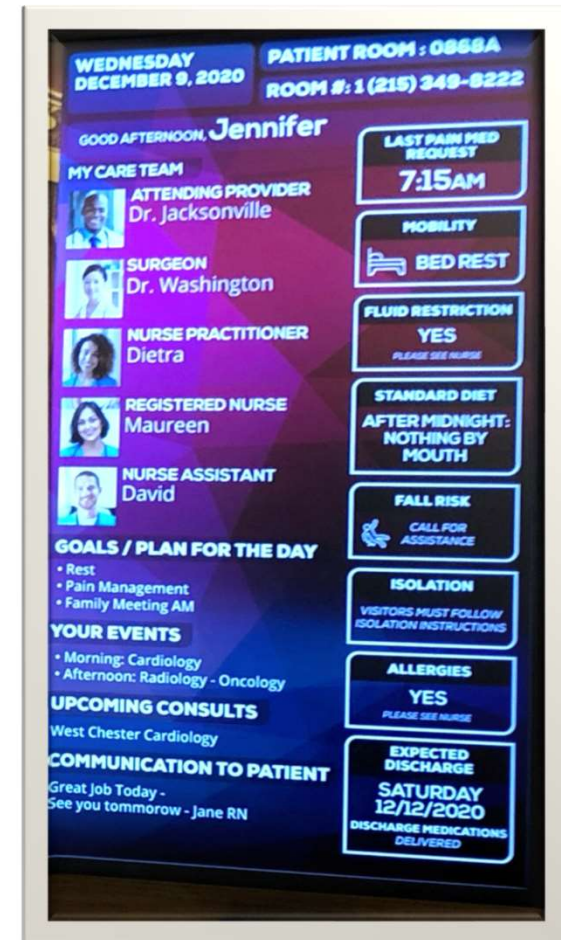 WEDNESDAY
DECEMBER 9, 2020
PATIENT ROOM : 0868A
ROOM #: 1 (215) 349-8222
GOOD AFTERNOON, Jennifer
MY CARE TEAM
ATTENDING PROVIDER
Dr. Jacksonville
SURGEON
Dr. Washington
NURSE PRACTITIONER
Dietra
REGISTERED NURSE
Maureen
NURSE ASSISTANT
David
GOALS / PLAN FOR THE DAY
• Rest
• Pain Management
• Family Meeting AM
YOUR EVENTS
• Morning: Cardiology
• Afternoon: Radiology - Oncology
UPCOMING CONSULTS
West Chester Cardiology
COMMUNICATION TO PATIENT
Great Job Today -
See you tommorow - Jane RN
LAST PAIN MED
REQUEST
7:15AM
MOBILITY
BED REST
FLUID RESTRICTION
YES
PLEASE SEE NURSE
STANDARD DIET
AFTER MIDNIGHT:
NOTHING BY
MOUTH
FALL RISK
CALL FOR
ASSISTANCE
ISOLATION
VISITORS MUST FOLLOW
ISOLATION INSTRUCTIONS
ALLERGIES
YES
PLEASE SEE NURSE
EXPECTED
DISCHARGE
SATURDAY
12/12/2020
DISCHARGE MEDICATIONS
DELIVERED